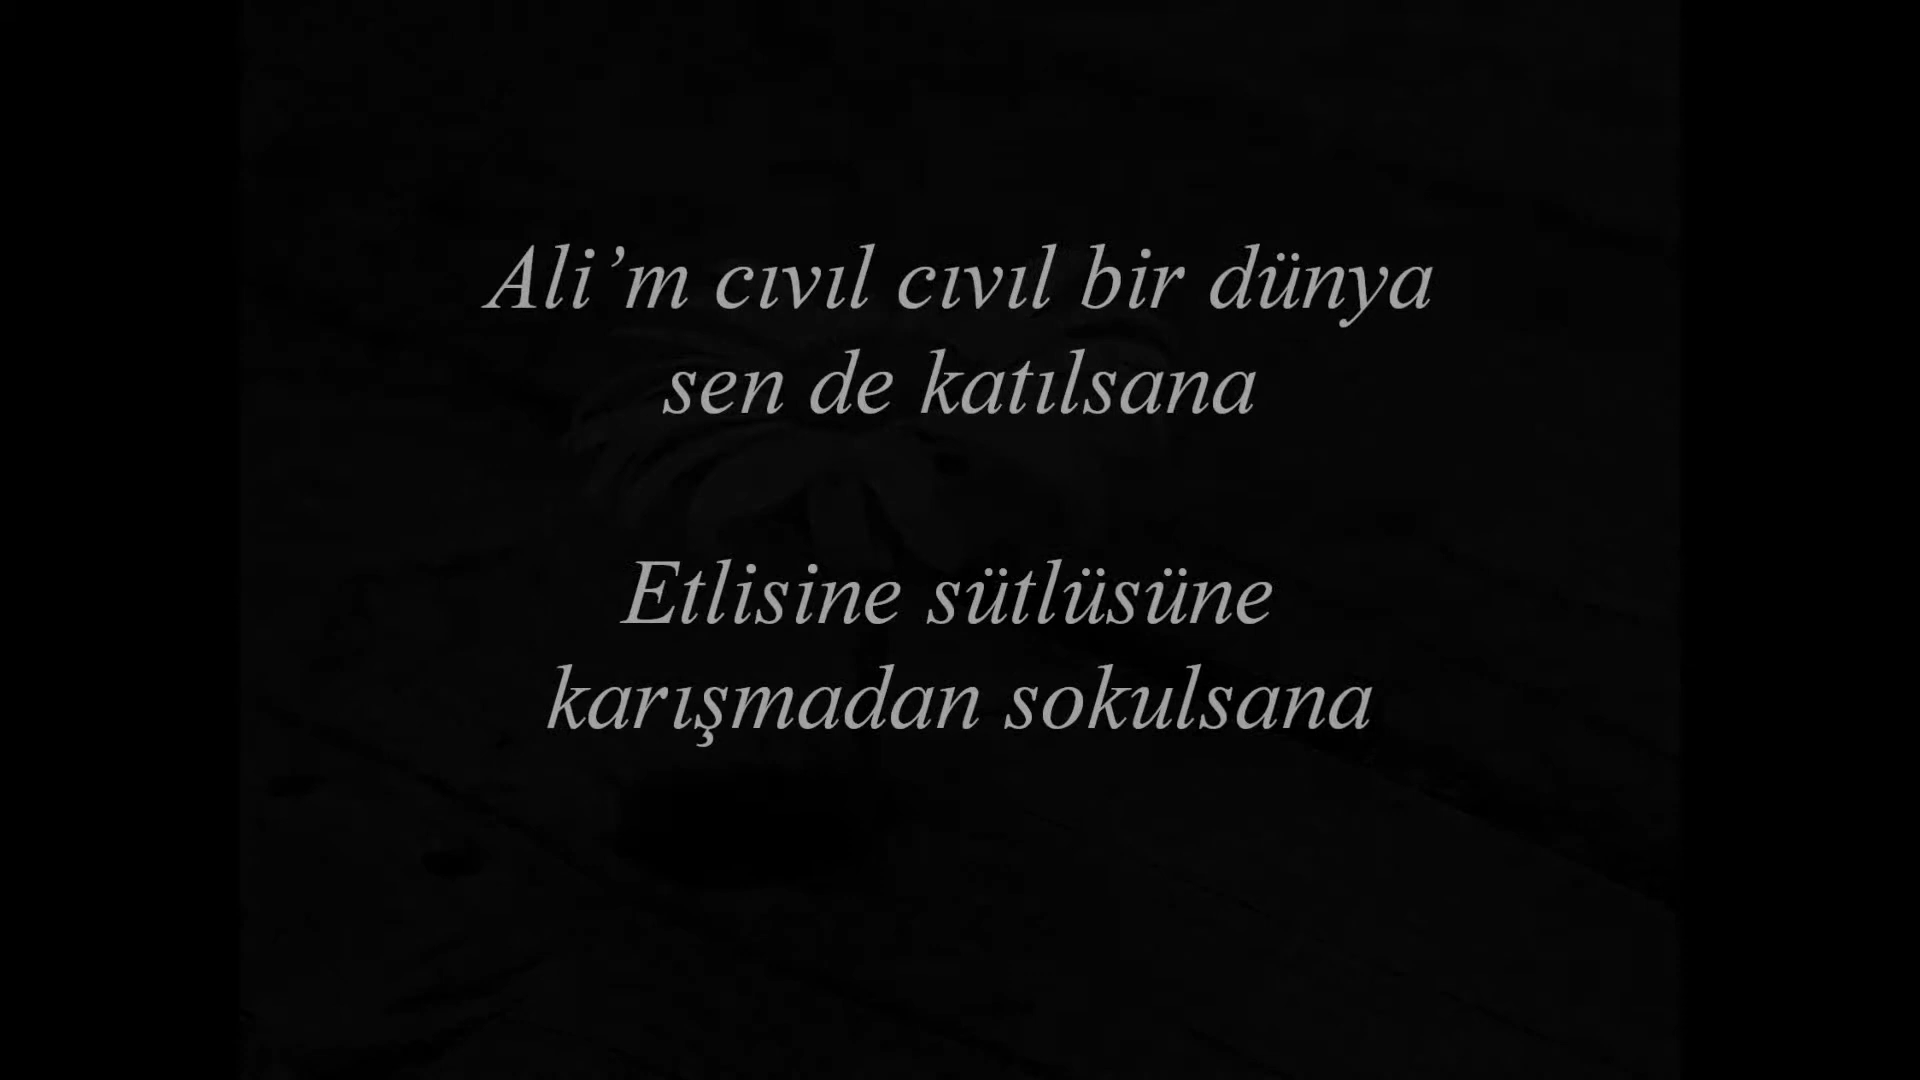 Ali’m cıvıl cıvıl bir dünya
sen de katılsana
Etlisine sütlüsüne
karışmadan sokulsana